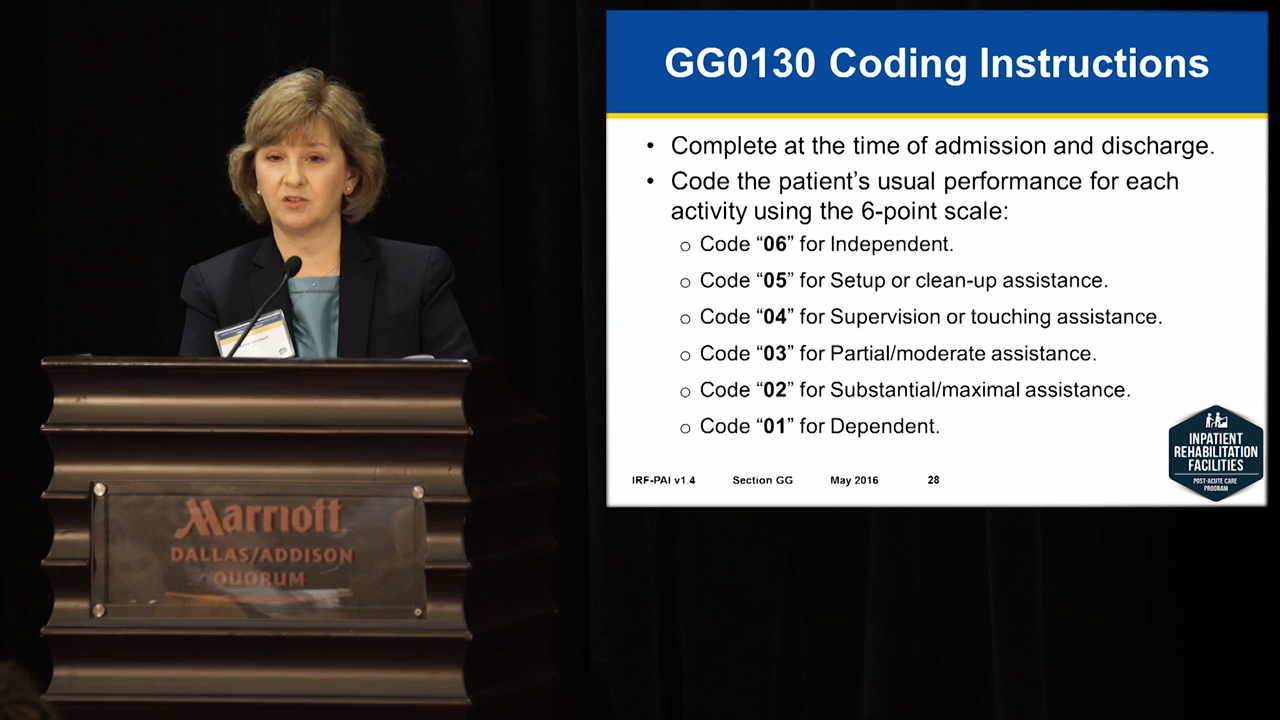 GG0130 Coding Instructions
• Complete at the time of admission and discharge.
• Code the patient’s usual performance for each
activity using the 6-point scale:
o Code “06” for Independent.
o Code “05” for Setup or clean-up assistance.
o Code “04” for Supervision or touching assistance.
o Code “03” for Partial/moderate assistance.
o Code “02” for Substantial/maximal assistance.
o Code “01” for Dependent.
IRF-PAI v1.4 Section GG May 2016 28
INPATIENT
REHABILITATION
FACILITIES
POST-ACUTE CARE
PROGRAM
Marriott
DALLAS/ADDISON
QUORUM